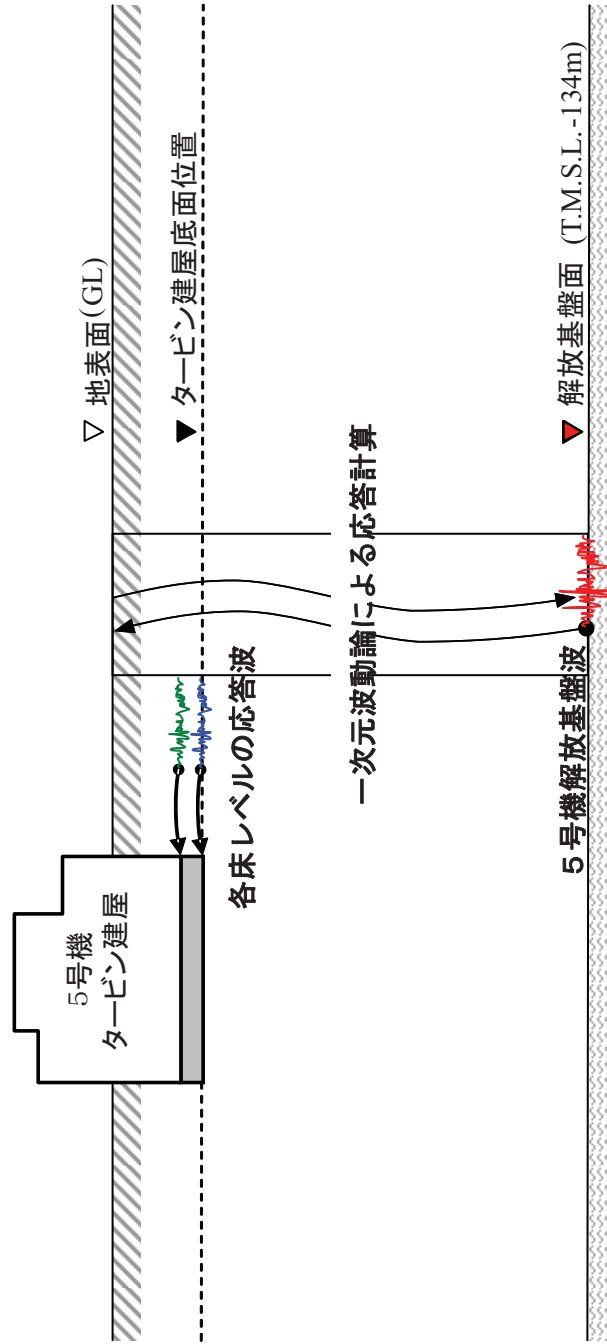 5号機
タービン建屋
▽ 地表面(GL)
▼ タービン建屋底面位置
各床レベルの応答波
一次元波動論による応答計算
5号機解放基盤波
▼ 解放基盤面 (T.M.S.L.-134m)